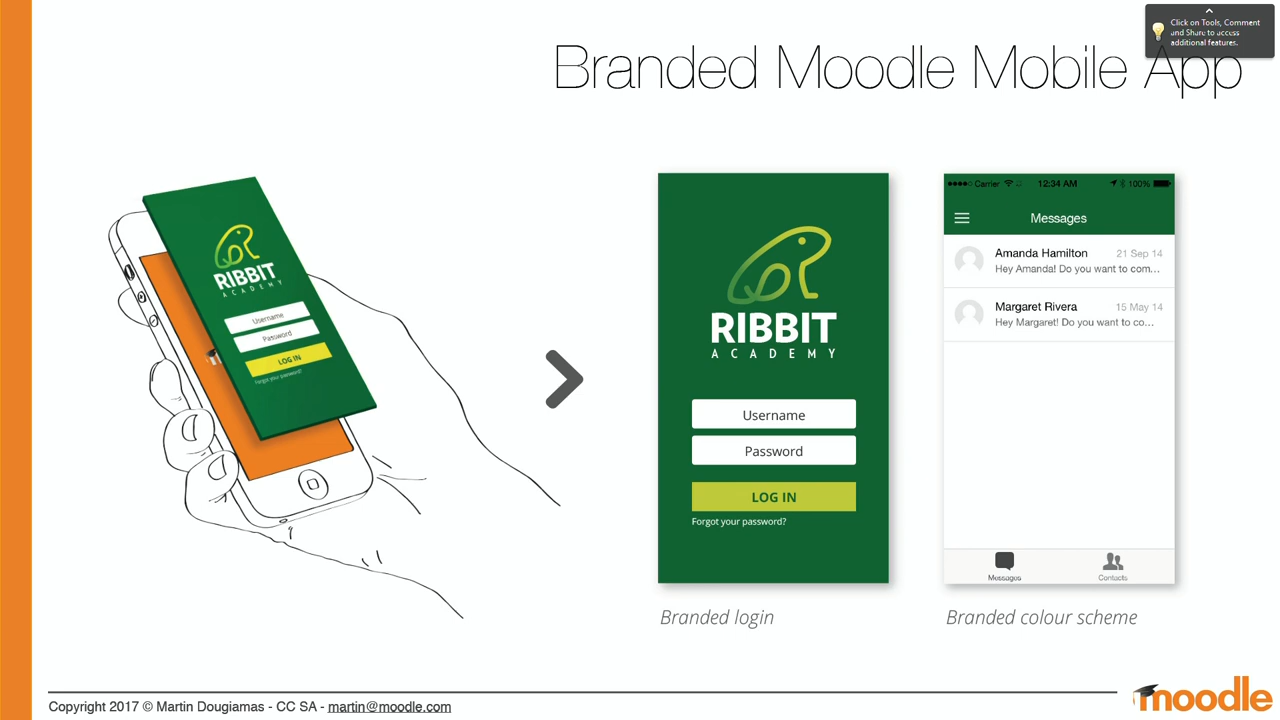 Click on Tools, Comment
and Share to access
additional features.
Branded Moodle Mobile App
RIBBIT
ACADEMY
Username
Password
LOG IN
Forgot your password?
RIBBIT
ACADEMY
Username
Password
LOG IN
Forgot your password?
Branded login
Carrier 12:34 AM 100%
Messages
Amanda Hamilton 21 Sep 14
Hey Amanda! Do you want to com...
Margaret Rivera 15 May 14
Hey Margaret! Do you want to co...
Messages Contacts
Branded colour scheme
Copyright 2017 © Martin Dougiamas - CC SA - martin@moodle.com
moodle